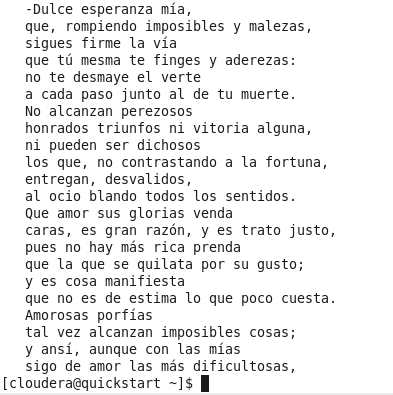 -Dulce esperanza mía,
que, rompiendo imposibles y malezas,
sigues firme la vía
que tú mesma te finges y aderezas:
no te desmaye el verte
a cada paso junto al de tu muerte.
No alcanzan perezosos
honrados triunfos ni vitoria alguna,
ni pueden ser dichosos
los que, no contrastando a la fortuna,
entregan, desvalidos,
al ocio blando todos los sentidos.
Que amor sus glorias venda
caras, es gran razón, y es trato justo,
pues no hay más rica prenda
que la que se quilata por su gusto;
y es cosa manifiesta
que no es de estima lo que poco cuesta.
Amorosas porfías
tal vez alcanzan imposibles cosas;
y ansí, aunque con las mías
sigo de amor las más dificultosas,
[cloudera@quickstart ~]$